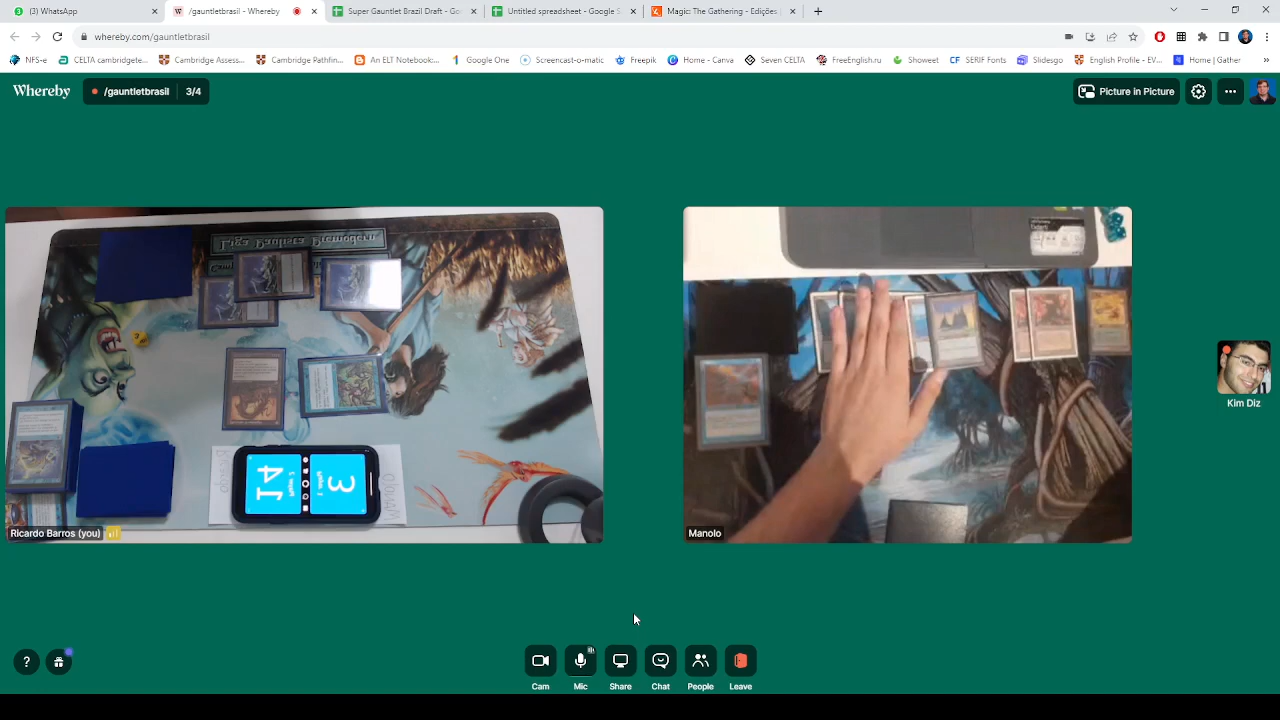 (3) WhatsApp
/gauntletbrasil - Whereby
Super Gauntlet Brazil Draft - Go
Untitled spreadsheet - Google S
Magic: The Gathering - Edições
whereby.com/gauntletbrasil
NFS-e
CELTA cambridgete...
Cambridge Assess...
Cambridge Pathfin...
An ELT Notebook:...
Google One
Screencast-o-matic
Freepik
Home - Canva
Seven CELTA
FreeEnglish.ru
Showeet
SERIF Fonts
Slidesgo
English Profile - EV...
Home | Gather
Whereby
/gauntletbrasil
3/4
Picture in Picture
Liga Paulista Premodern
14
3
Ricardo Barros (you)
Manolo
Kim Diz
?
Cam
Mic
Share
Chat
People
Leave